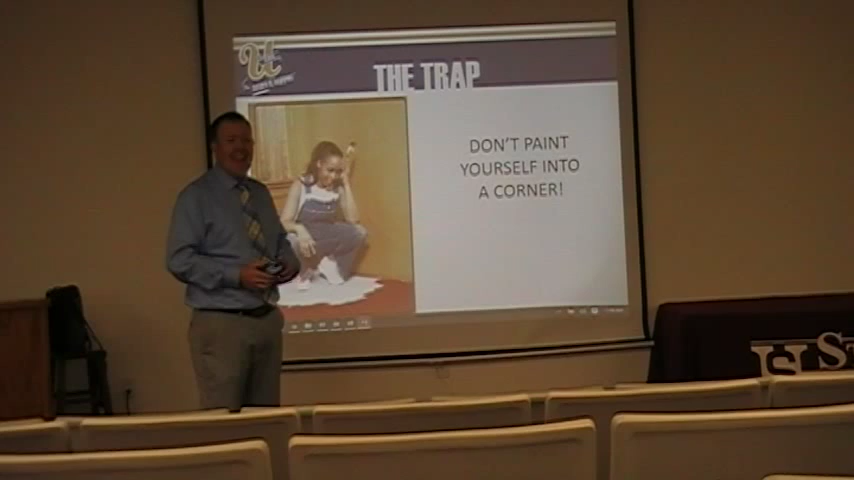 THE TRAP
DON'T PAINT
YOURSELF INTO
A CORNER!